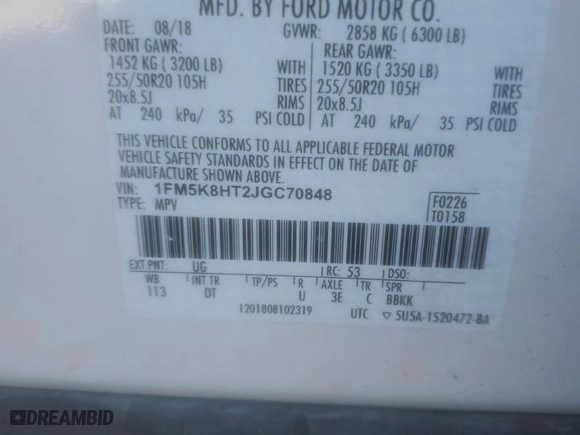 MFD. BY FORD MOTOR CO.
DATE: 08/18 GVWR: 2858 KG ( 6300 LB)
FRONT GAWR: REAR GAWR:
1452 KG ( 3200 LB) WITH 1520 KG ( 3350 LB) WITH
255/50R20 105H TIRES 255/50R20 105H TIRES
20x8.5J RIMS 20x8.5J RIMS
AT 240 kPa/ 35 PSI COLD AT 240 kPa/ 35 PSI COLD
THIS VEHICLE CONFORMS TO ALL APPLICABLE FEDERAL MOTOR
VEHICLE SAFETY STANDARDS IN EFFECT ON THE DATE OF
MANUFACTURE SHOWN ABOVE.
VIN: 1FM5K8HT2JGC70848 F0226
TYPE: MPV T0158
EXT PNT: UG RC: 53 DSO:
WB INT TR TP/PS R AXLE TR SPR
113 DT U 3E C BBKK
1201808102319 UTC ▽ 5U5A-1520472-BA
DREAMBID